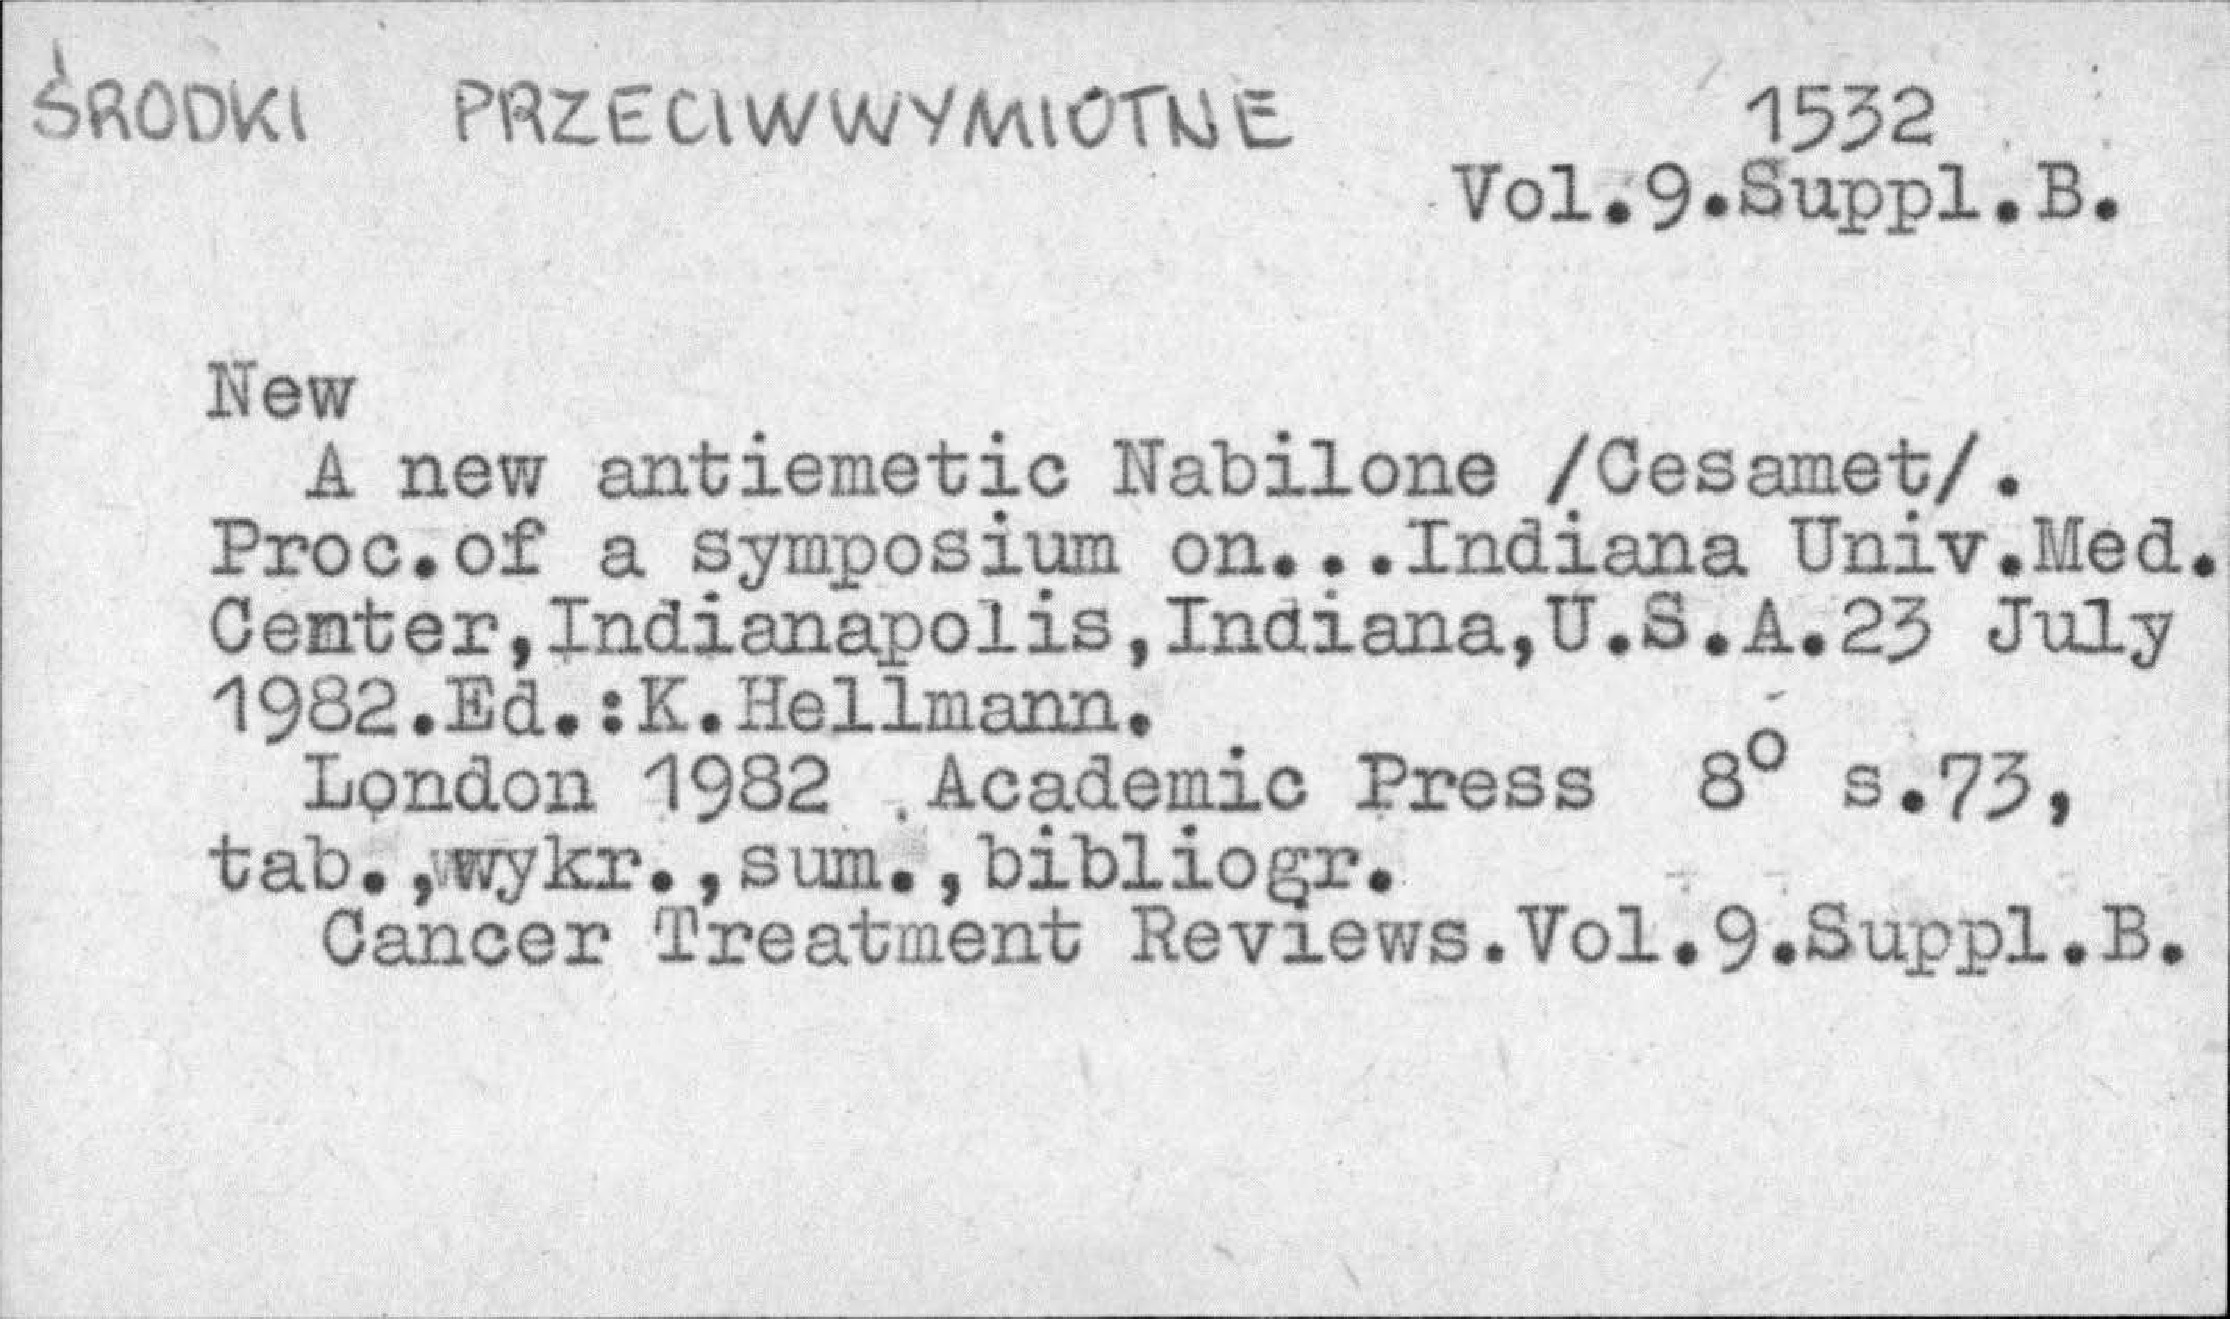 ŚRODKI PRZECIWWYMIOTNE 1532
Vol.9.Suppl.B.
New
A new antiemetic Nabilone /Cesamet/.
Proc.of a symposium on...Indiana Univ.Med.
Center,Indianapolis,Indiana,U.S.A.23 July
1982.Ed.:K.Hellmann.
London 1982 Academic Press 8° s.73,
tab.,wykr.,sum.,bibliogr.
Cancer Treatment Reviews.Vol.9.Suppl.B.